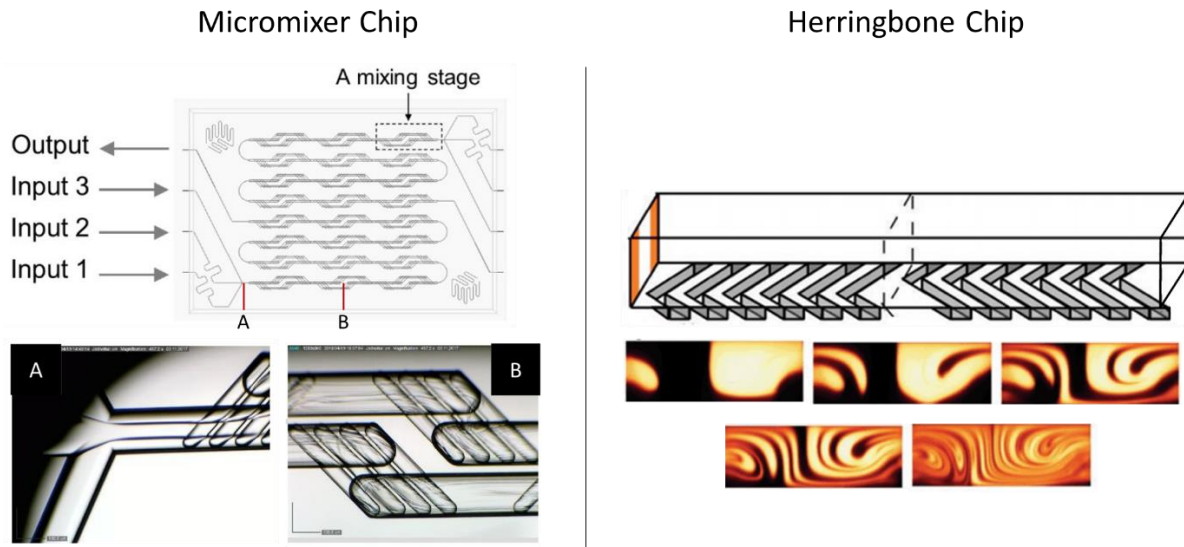 Micromixer Chip
Herringbone Chip
A mixing stage
Output
Input 3
Input 2
Input 1
A
B
A
B